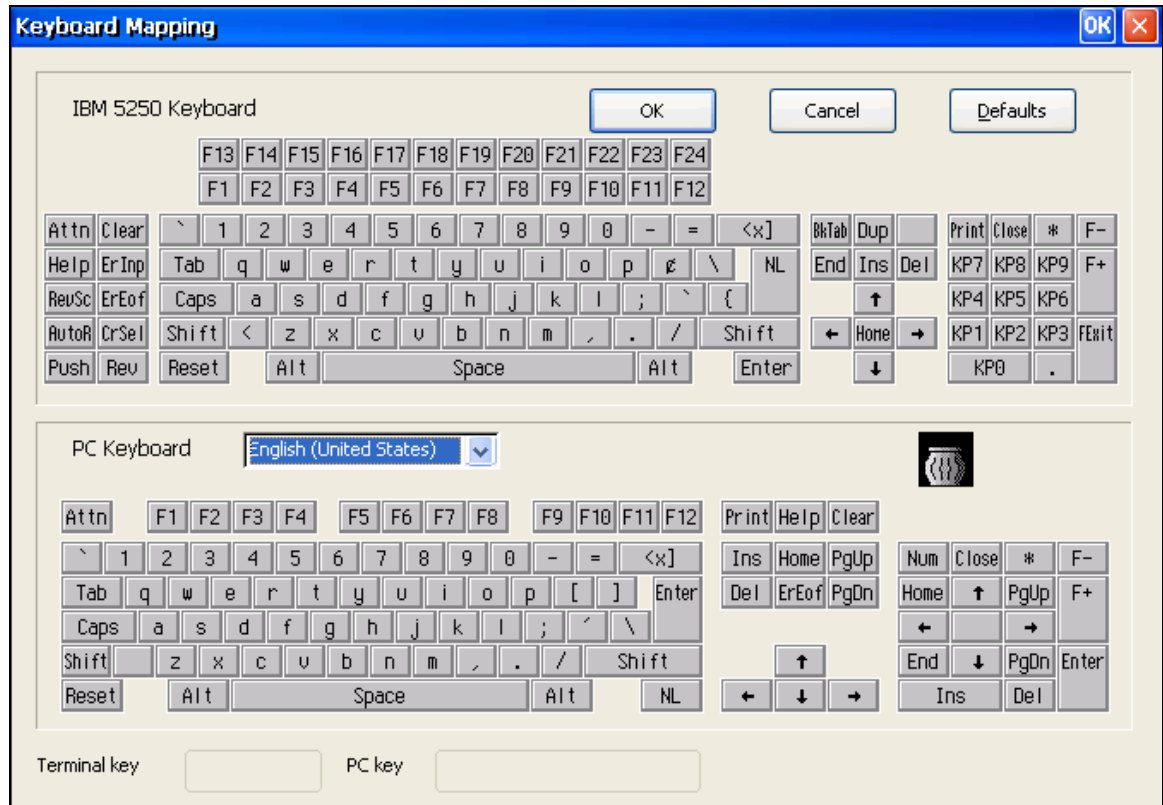 Keyboard Mapping OK
IBM 5250 Keyboard OK Cancel Defaults
F13 F14 F15 F16 F17 F18 F19 F20 F21 F22 F23 F24
F1 F2 F3 F4 F5 F6 F7 F8 F9 F10 F11 F12
Attn Clear ` 1 2 3 4 5 6 7 8 9 0 - = <x] BkTab Dup Print Close * F-
Help ErInp Tab q w e r t y u i o p ¢ \ NL End Ins Del KP7 KP8 KP9 F+
RevSc ErEof Caps a s d f g h j k l ; ` { ↑ KP4 KP5 KP6
AutoR CrSel Shift < z x c v b n m , . / Shift ← Home → KP1 KP2 KP3 FExit
Push Rev Reset Alt Space Alt Enter ↓ KP0 .
PC Keyboard English (United States)
Attn F1 F2 F3 F4 F5 F6 F7 F8 F9 F10 F11 F12 Print Help Clear
` 1 2 3 4 5 6 7 8 9 0 - = <x] Ins Home PgUp Num Close * F-
Tab q w e r t y u i o p [ ] Enter Del ErEof PgDn Home ↑ PgUp F+
Caps a s d f g h j k l ; ´ \ ← →
Shift z x c v b n m , . / Shift ↑ End ↓ PgDn Enter
Reset Alt Space Alt NL ← ↓ → Ins Del
Terminal key PC key